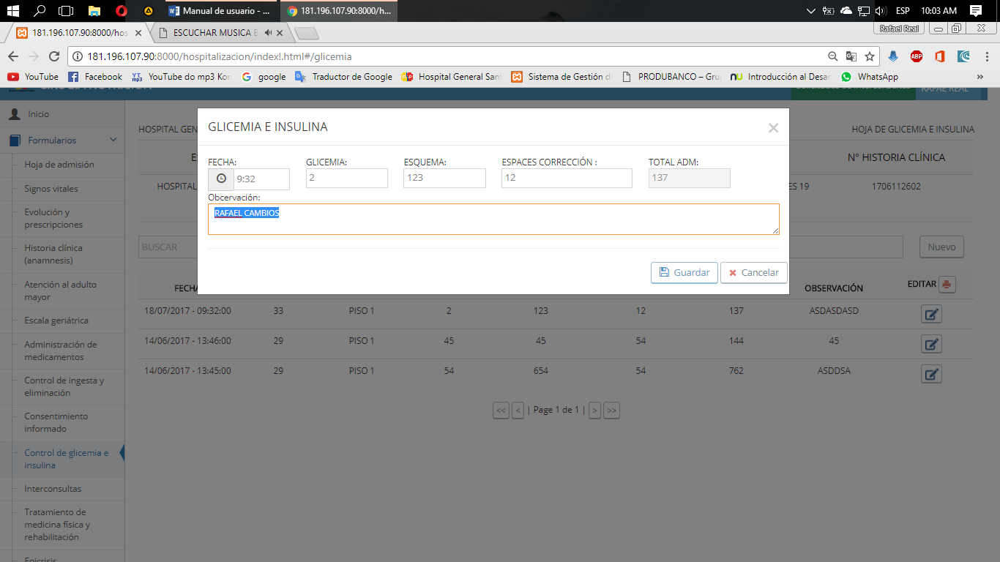 Manual de usuario - ...
181.196.107.90:8000/h...
ESP
10:03 AM
181.196.107.90:8000/hos
ESCUCHAR MUSICA
Rafael Real
181.196.107.90:8000/hospitalizacion/index!.html#/glicemia
YouTube
Facebook
YouTube do mp3 Kon
google
Traductor de Google
Hospital General San
Sistema de Gestión d
PRODUBANCO – Gru
Introducción al Desar
WhatsApp
»
Inicio
Formularios
Hoja de admisión
Signos vitales
Evolución y
prescripciones
Historia clínica
(anamnesis)
Atención al adulto
mayor
Escala geriátrica
Administración de
medicamentos
Control de ingesta y
eliminación
Consentimiento
informado
Control de glicemia e
insulina
Interconsultas
Tratamiento de
medicina física y
rehabilitación
Epicrisis
RAFAE REAL
HOSPITAL GEN
HOJA DE GLICEMIA E INSULINA
N° HISTORIA CLÍNICA
HOSPITAL
ES 19
1706112602
GLICEMIA E INSULINA
FECHA:
GLICEMIA:
ESQUEMA:
ESPACES CORRECCIÓN :
TOTAL ADM:
9:32
2
123
12
137
Obcervación:
RAFAEL CAMBIOS
Guardar
Cancelar
BUSCAR
Nuevo
FECHA
OBSERVACIÓN
EDITAR
18/07/2017 - 09:32:00 33 PISO 1 2 123 12 137 ASDASDASD
14/06/2017 - 13:46:00 29 PISO 1 45 45 54 144 45
14/06/2017 - 13:45:00 29 PISO 1 54 654 54 762 ASDDSA
<< < | Page 1 de 1 | > >>